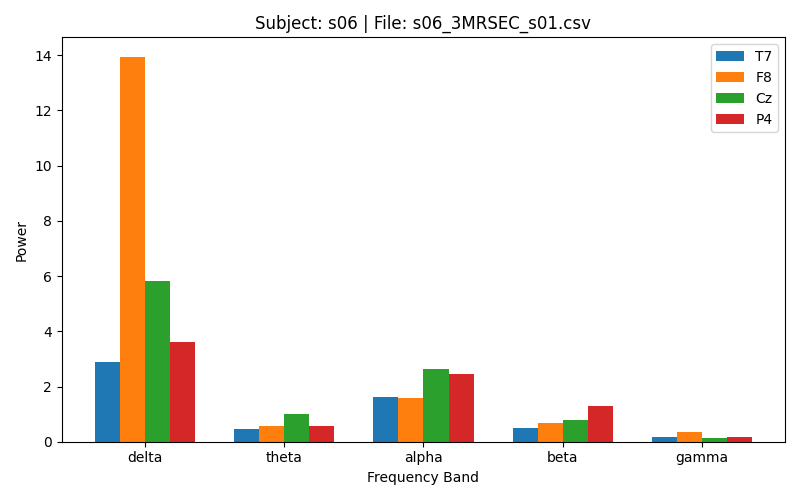 Subject: s06 | File: s06_3MRSEC_s01.csv
T7
F8
Cz
P4
Power
14
12
10
8
6
4
2
0
delta theta alpha beta gamma
Frequency Band